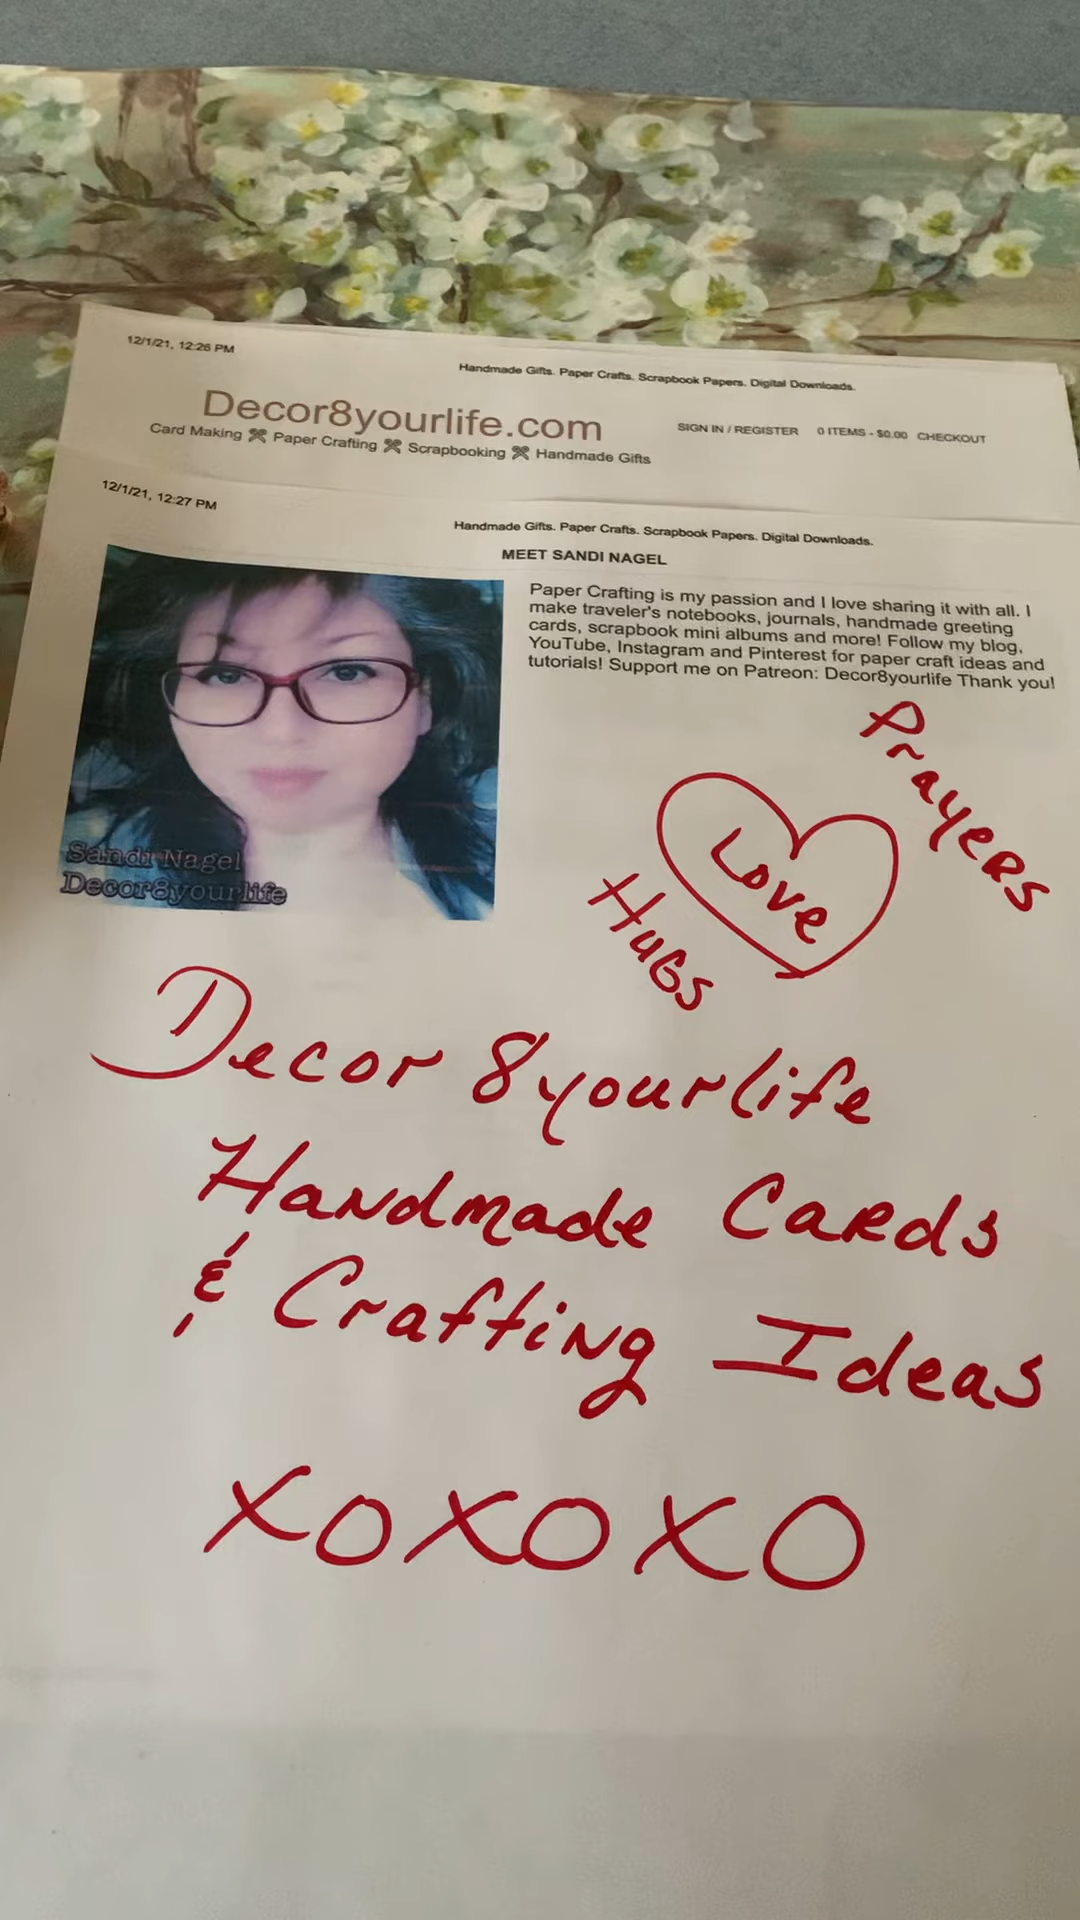 12/1/21, 12:26 PM
Handmade Gifts. Paper Crafts. Scrapbook Papers. Digital Downloads.
Decor8yourlife.com
SIGN IN / REGISTER 0 ITEMS - $0.00 CHECKOUT
Card Making Paper Crafting Scrapbooking Handmade Gifts
12/1/21, 12:27 PM
Handmade Gifts. Paper Crafts. Scrapbook Papers. Digital Downloads.
MEET SANDI NAGEL
Paper Crafting is my passion and I love sharing it with all. I
make traveler's notebooks, journals, handmade greeting
cards, scrapbook mini albums and more! Follow my blog,
YouTube, Instagram and Pinterest for paper craft ideas and
tutorials! Support me on Patreon: Decor8yourlife Thank you!
Sandi Nagel
Decor8yourlife
Prayers
Love
Hugs
Decor 8yourlife
Handmade Cards
& Crafting Ideas
XOXOXO